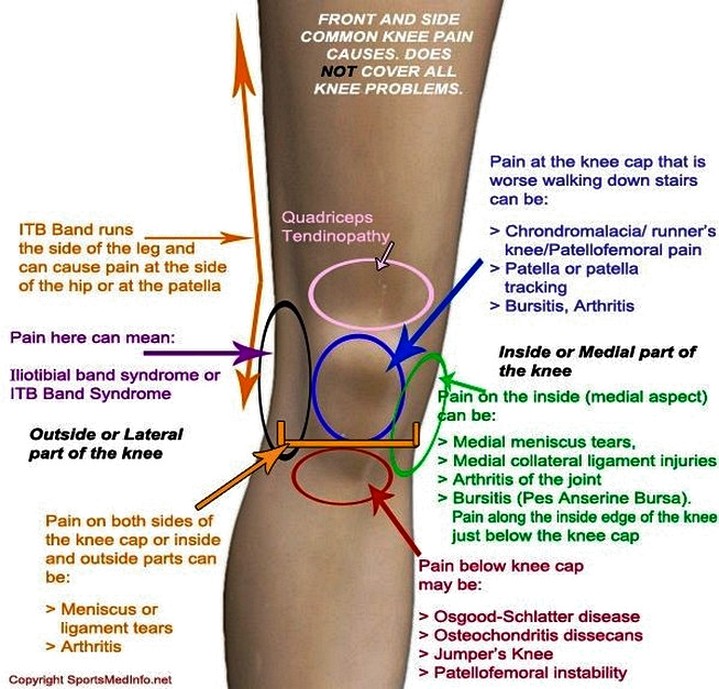 FRONT AND SIDE
COMMON KNEE PAIN
CAUSES. DOES
NOT COVER ALL
KNEE PROBLEMS.
Pain at the knee cap that is
worse walking down stairs
can be:
> Chrondromalacia/ runner's
knee/Patellofemoral pain
> Patella or patella
tracking
> Bursitis, Arthritis
Quadriceps
Tendinopathy
ITB Band runs
the side of the leg and
can cause pain at the side
of the hip or at the patella
Pain here can mean:
Iliotibial band syndrome or
ITB Band Syndrome
Outside or Lateral
part of the knee
Inside or Medial part of
the knee
Pain on the inside (medial aspect)
can be:
> Medial meniscus tears,
> Medial collateral ligament injuries
> Arthritis of the joint
> Bursitis (Pes Anserine Bursa).
Pain along the inside edge of the knee
just below the knee cap
Pain on both sides of
the knee cap or inside
and outside parts can
be:
> Meniscus or
ligament tears
> Arthritis
Pain below knee cap
may be:
> Osgood-Schlatter disease
> Osteochondritis dissecans
> Jumper's Knee
> Patellofemoral instability
Copyright SportsMedInfo.net